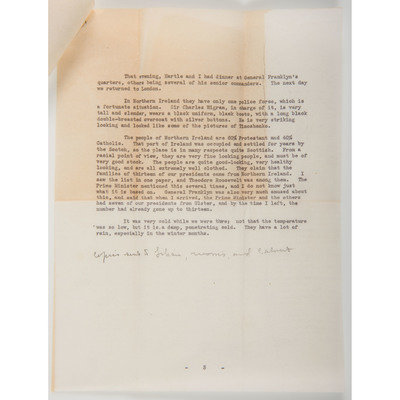 That evening, Hartle and I had dinner at General Franklyn's
quarters, others being several of his senior commanders. The next day
we returned to London.
In Northern Ireland they have only one police force, which is
a fortunate situation. Sir Charles Wigram, in charge of it, is very
tall and slender, wears a black uniform, black boots, with a long black
double-breasted overcoat with silver buttons. He is very striking
looking and looked like some of the pictures of Timoshenko.
The people of Northern Ireland are 60% Protestant and 40%
Catholic. That part of Ireland was occupied and settled for years by
the Scotch, so the place is in many respects quite Scottish. From a
racial point of view, they are very fine looking people, and must be of
very good stock. The people are quite good-looking, very healthy
looking, and are all extremely well clothed. They claim that the
families of thirteen of our presidents came from Northern Ireland. I
saw the list in one paper, and Theodore Roosevelt was among them. The
Prime Minister mentioned this several times, and I do not know just
what it is based on. General Franklyn was also very much amused about
this, and said that when I arrived, the Prime Minister and the others
had seven of our presidents from Ulster, and by the time I left, the
number had already gone up to thirteen.
It was very cold while we were there; not that the temperature
was so low, but it is a damp, penetrating cold. They have a lot of
rain, especially in the winter months.
and
- 8 -